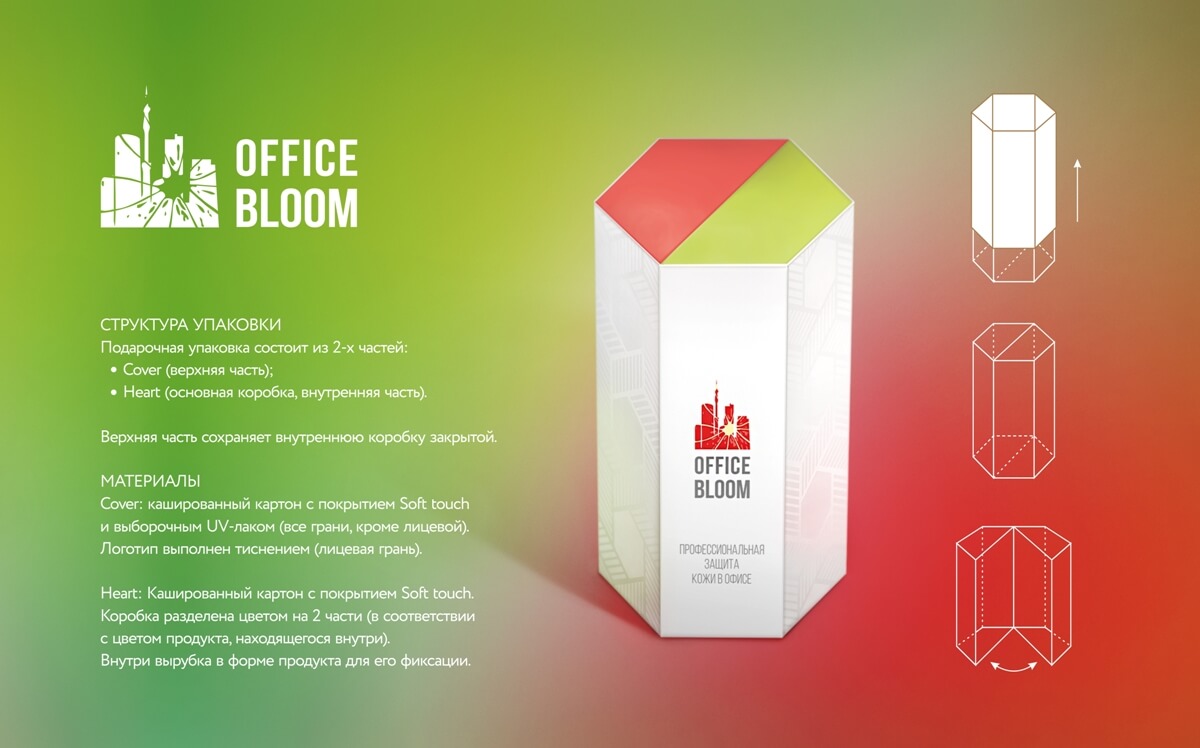 OFFICE
BLOOM
СТРУКТУРА УПАКОВКИ
Подарочная упаковка состоит из 2-х частей:
• Cover (верхняя часть);
• Heart (основная коробка, внутренняя часть).
Верхняя часть сохраняет внутреннюю коробку закрытой.
МАТЕРИАЛЫ
Cover: кашированный картон с покрытием Soft touch
и выборочным UV-лаком (все грани, кроме лицевой).
Логотип выполнен тиснением (лицевая грань).
Heart: Кашированный картон с покрытием Soft touch.
Коробка разделена цветом на 2 части (в соответствии
с цветом продукта, находящегося внутри).
Внутри вырубка в форме продукта для его фиксации.
OFFICE
BLOOM
ПРОФЕССИОНАЛЬНАЯ
ЗАЩИТА
КОЖИ В ОФИСЕ